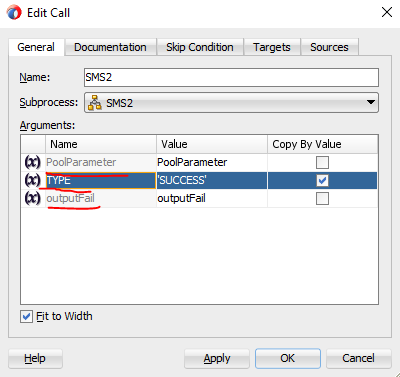 Edit Call
General Documentation Skip Condition Targets Sources
Name: SMS2
Subprocess: SMS2
Arguments:
Name Value Copy By Value
(x) PoolParameter PoolParameter
(x) TYPE 'SUCCESS'
(x) outputFail outputFail
Fit to Width
Help Apply OK Cancel